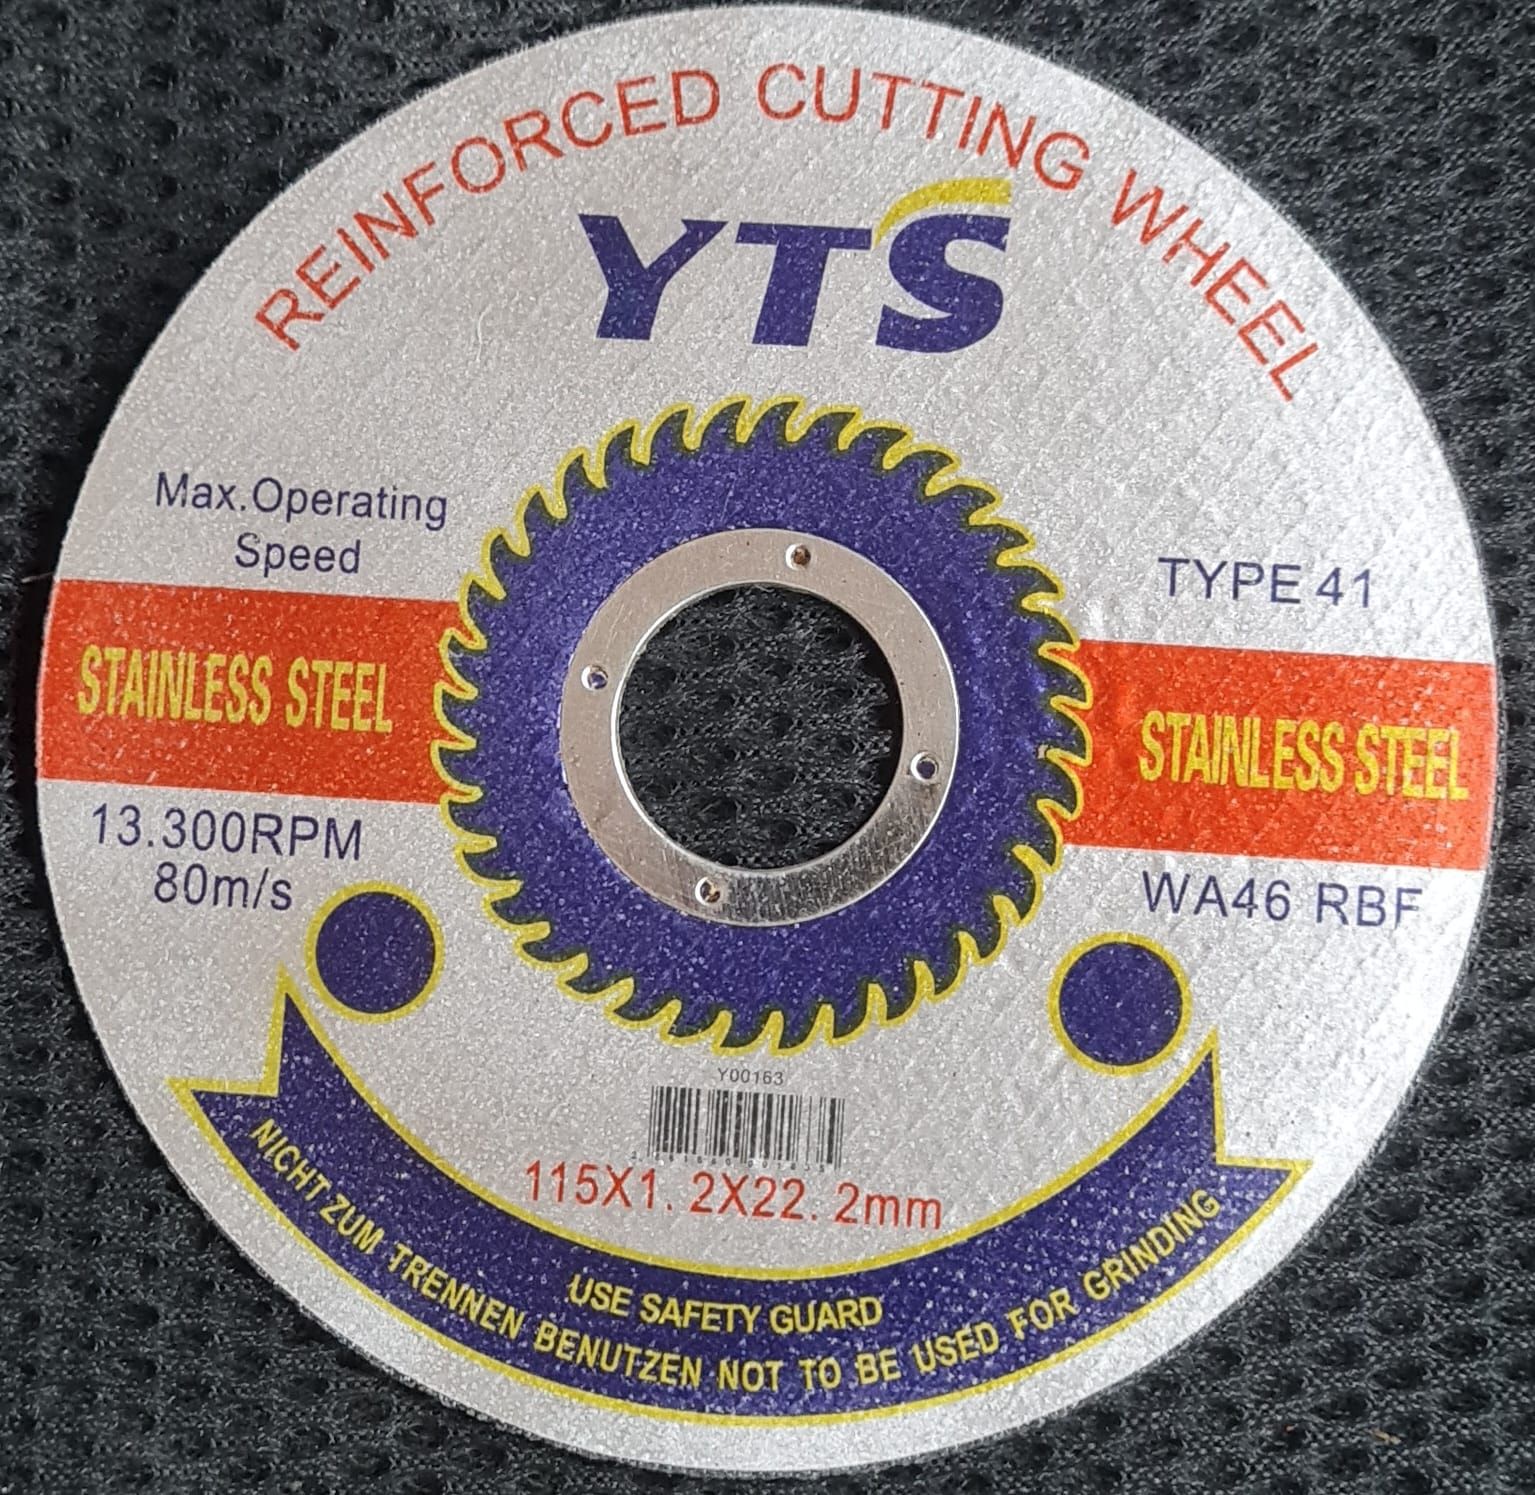 REINFORCED CUTTING WHEEL
YTS
Max.Operating
Speed
TYPE 41
STAINLESS STEEL
STAINLESS STEEL
13.300RPM
80m/s
WA46 RBF
Y00163
115X1.2X22.2mm
USE SAFETY GUARD
NICHT ZUM TRENNEN BENUTZEN NOT TO BE USED FOR GRINDING